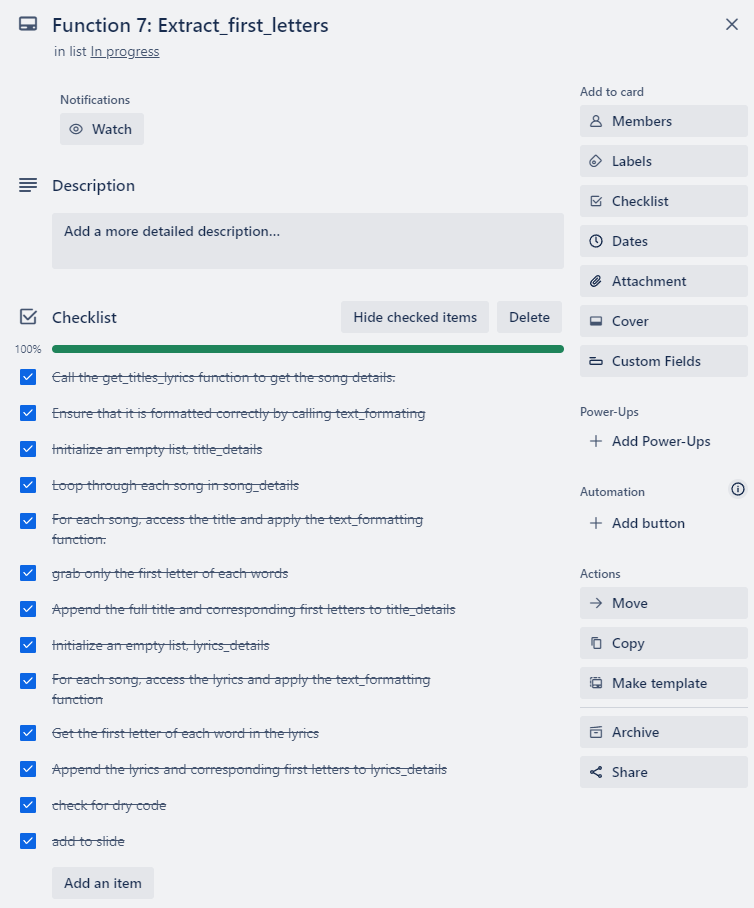 Function 7: Extract_first_letters
in list In progress
Notifications
Watch
Description
Add a more detailed description...
Checklist
Hide checked items
Delete
100%
Call the get_titles_lyrics function to get the song details.
Ensure that it is formatted correctly by calling text_formating
Initialize an empty list, title_details
Loop through each song in song_details
For each song, access the title and apply the text_formatting
function.
grab only the first letter of each words
Append the full title and corresponding first letters to title_details
Initialize an empty list, lyrics_details
For each song, access the lyrics and apply the text_formatting
function
Get the first letter of each word in the lyrics
Append the lyrics and corresponding first letters to lyrics_details
check for dry code
add to slide
Add an item
Add to card
Members
Labels
Checklist
Dates
Attachment
Cover
Custom Fields
Power-Ups
Add Power-Ups
Automation
Add button
Actions
Move
Copy
Make template
Archive
Share